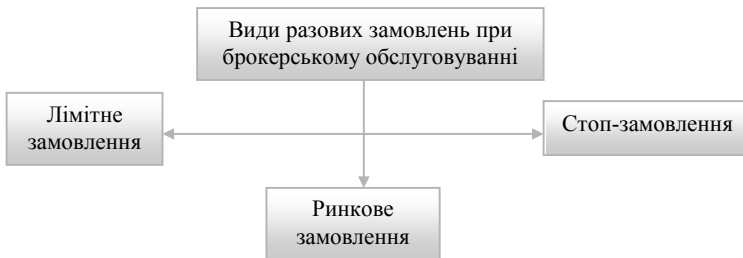 Види разових замовлень при
брокерському обслуговуванні
Лімітне
замовлення
Стоп-замовлення
Ринкове
замовлення